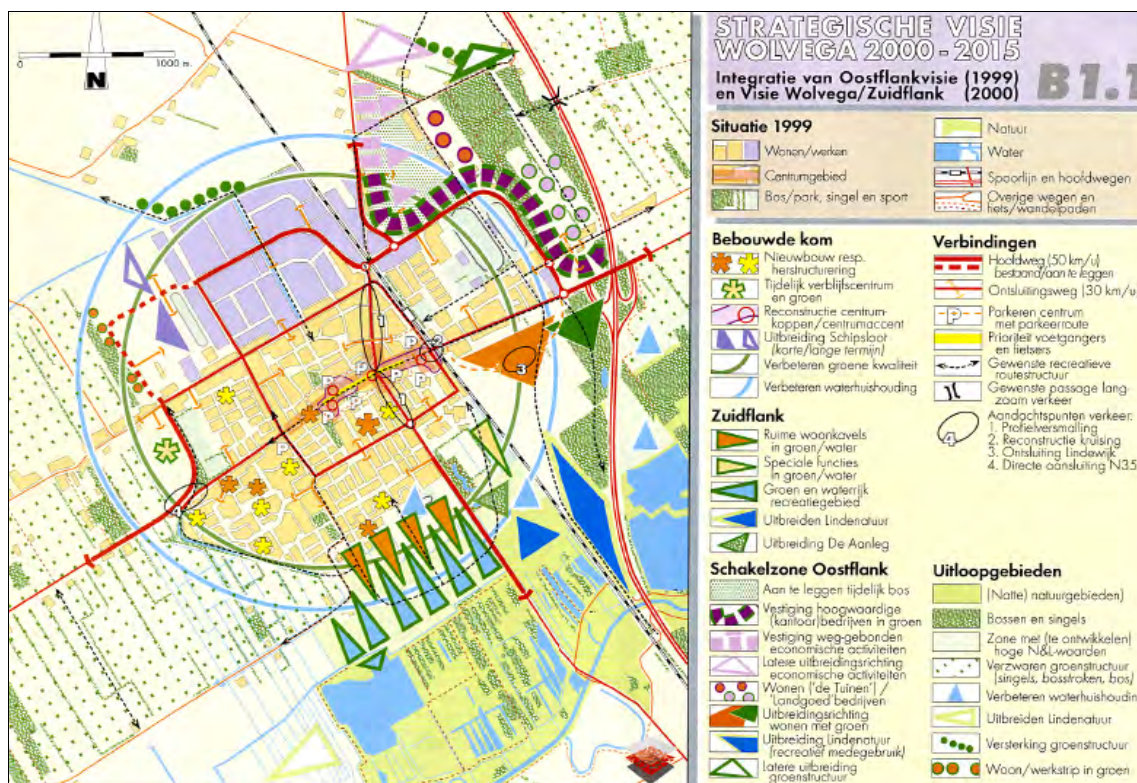 0
1000 m.
N
P
P
P
P
P
P
P
P
1
1
2
3
4
STRATEGISCHE VISIE
WOLVEGA 2000 - 2015
Integratie van Oostflankvisie (1999)
en Visie Wolvega/Zuidflank (2000)
B1.1
Situatie 1999
Wonen/werken
Centrumgebied
Bos/park, singel en sport
Natuur
Water
Spoorlijn en hoofdwegen
Overige wegen en
fiets/wandelpaden
Bebouwde kom
Nieuwbouw resp.
herstructurering
Tijdelijk verblijfscentrum
en groen
Reconstructie centrum-
koppen/centrumaccent
Uitbreiding Schipsloot
(korte/lange termijn)
Verbeteren groene kwaliteit
Verbeteren waterhuishouding
Verbindingen
Hoofdweg (50 km/u)
bestaand/aan te leggen
Ontsluitingsweg (30 km/u
P
Parkeren centrum
met parkeerroute
Prioriteit voetgangers
en fietsers
Gewenste recreatieve
routestructuur
Gewenste passage lang-
zaam verkeer
4
Aandachtspunten verkeer:
1. Profielversmalling
2. Reconstructie kruising
3. Ontsluiting Lindewijk
4. Directe aansluiting N35
Zuidflank
Ruime woonkavels
in groen/water
Speciale functies
in groen/water
Groen en waterrijk
recreatiegebied
Uitbreiden Lindenatuur
Uitbreiding De Aanleg
Schakelzone Oostflank
Aan te leggen tijdelijk bos
Vestiging hoogwaardige
(kantoor)bedrijven in groen
Vestiging weg-gebonden
economische activiteiten
Latere uitbreidingsrichting
economische activiteiten
Wonen ('de Tuinen') /
'Landgoed' bedrijven
Uitbreidingsrichting
wonen met groen
Uitbreiding Lindenatuur
(recreatief medegebruik)
Latere uitbreiding
groenstructuur
Uitloopgebieden
(Natte) natuurgebieden)
Bossen en singels
Zone met (te ontwikkelen)
hoge N&L-waarden
Verzwaren groenstructuur
(singels, bosstroken, bos)
Verbeteren waterhuishoudin
Uitbreiden Lindenatuur
Versterking groenstructuur
Woon/werkstrip in groen